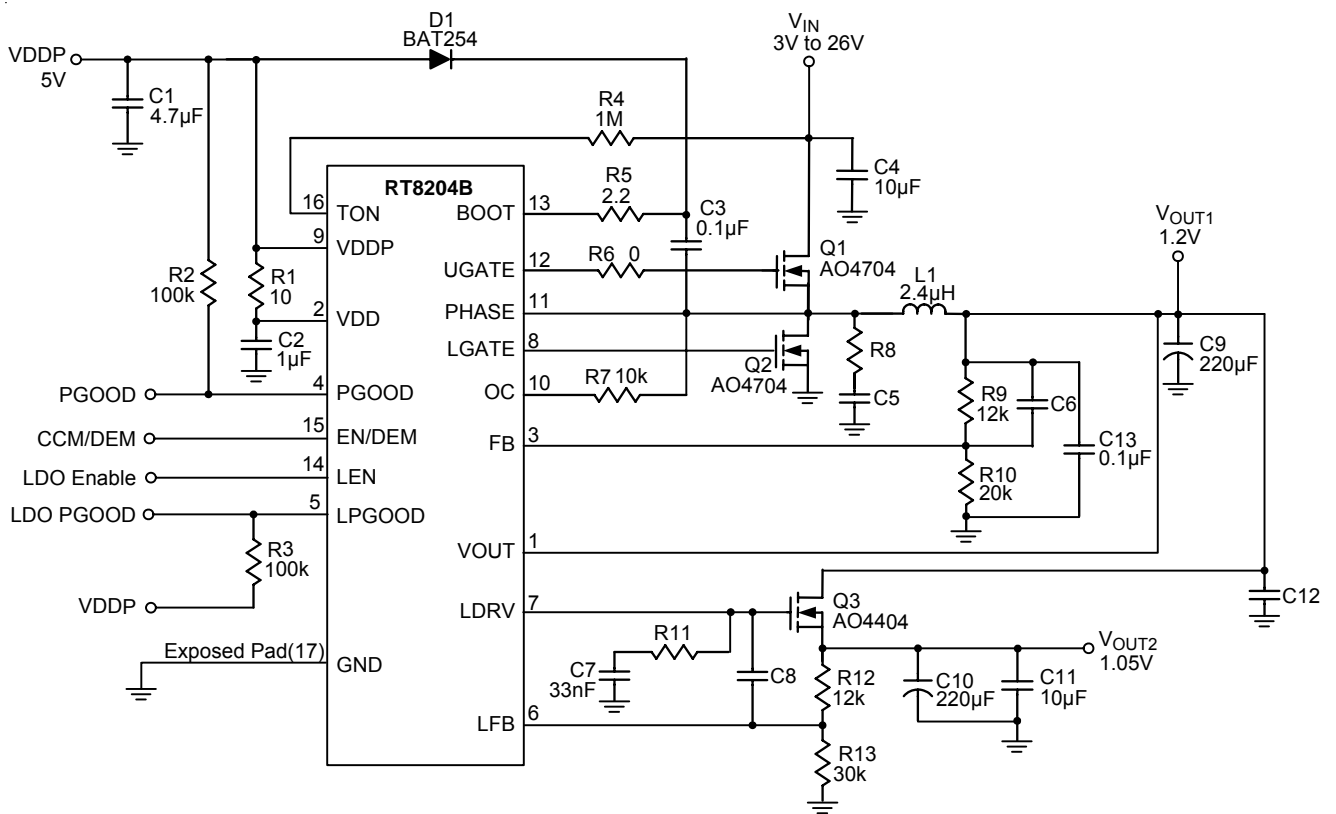 D1
BAT254
VIN
3V to 26V
VDDP
5V
C1
4.7µF
R4
1M
C4
10µF
RT8204B
R5
2.2
C3
0.1µF
16 TON
BOOT 13
9 VDDP
R2
100k
R1
10
UGATE 12
R6 0
Q1
AO4704
VOUT1
1.2V
L1
2.4µH
PHASE 11
2 VDD
C2
1µF
LGATE 8
Q2
AO4704
R8
C9
220µF
PGOOD
4 PGOOD
OC 10
R7 10k
C5
R9
12k
C6
CCM/DEM
15 EN/DEM
FB 3
C13
0.1µF
LDO Enable
14 LEN
R10
20k
LDO PGOOD
5 LPGOOD
R3
100k
VOUT 1
VDDP
LDRV 7
Q3
AO4404
C12
R11
Exposed Pad(17) GND
C7
33nF
C8
R12
12k
C10
220µF
C11
10µF
VOUT2
1.05V
LFB 6
R13
30k